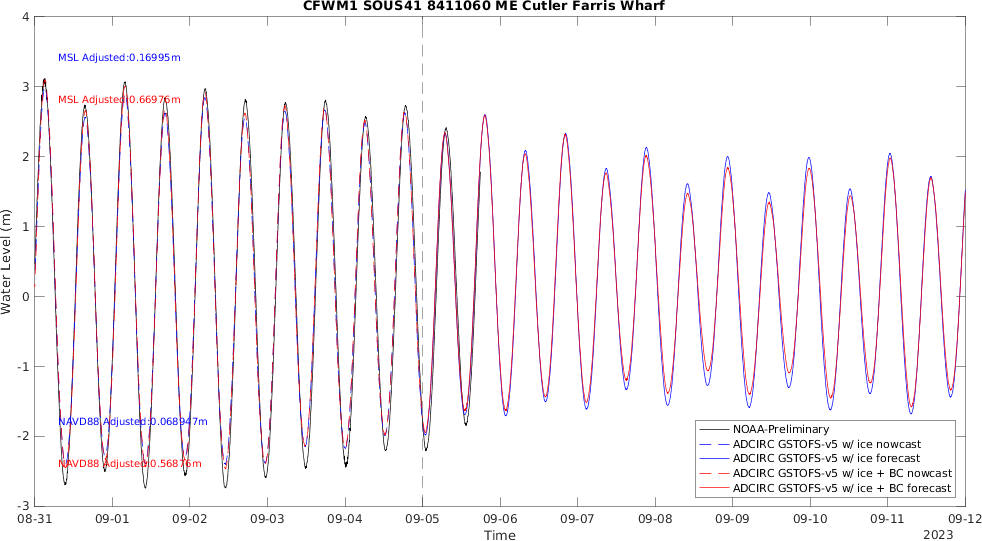 CFWM1 SOUS41 8411060 ME Cutler Farris Wharf
Water Level (m)
4
3
2
1
0
-1
-2
-3
MSL Adjusted:0.16995m
MSL Adjusted:0.66976m
NAVD88 Adjusted:0.068947m
NAVD88 Adjusted:0.56876m
NOAA-Preliminary
ADCIRC GSTOFS-v5 w/ ice nowcast
ADCIRC GSTOFS-v5 w/ ice forecast
ADCIRC GSTOFS-v5 w/ ice + BC nowcast
ADCIRC GSTOFS-v5 w/ ice + BC forecast
08-31 09-01 09-02 09-03 09-04 09-05 09-06 09-07 09-08 09-09 09-10 09-11 09-12
Time
2023